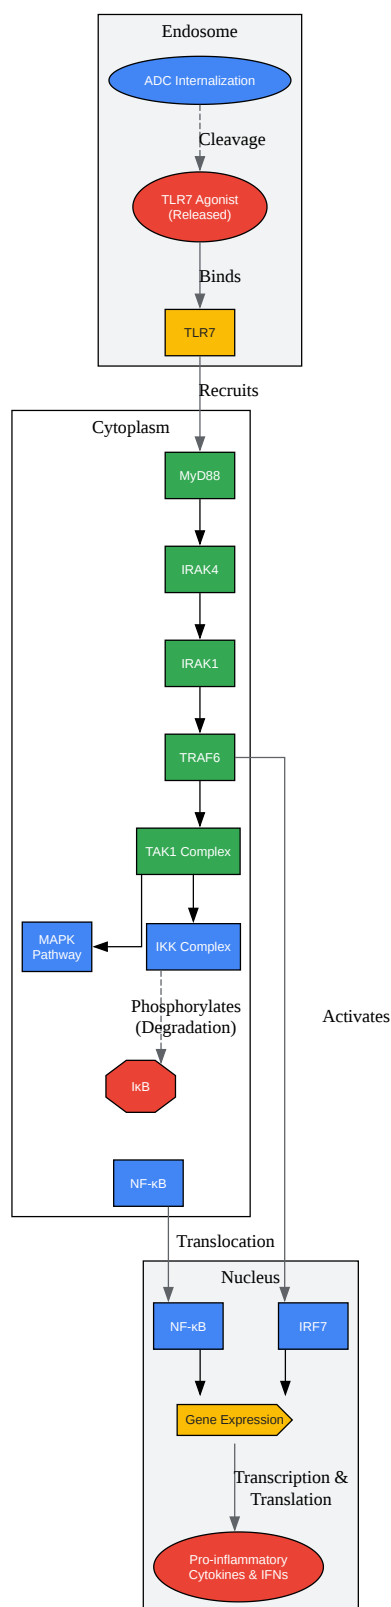 Endosome
ADC Internalization
Cleavage
TLR7 Agonist
(Released)
Binds
TLR7
Recruits
Cytoplasm
MyD88
IRAK4
IRAK1
TRAF6
TAK1 Complex
MAPK
Pathway
IKK Complex
Phosphorylates
(Degradation)
Activates
IκB
NF-κB
Translocation
Nucleus
NF-κB
IRF7
Gene Expression
Transcription &
Translation
Pro-inflammatory
Cytokines & IFNs